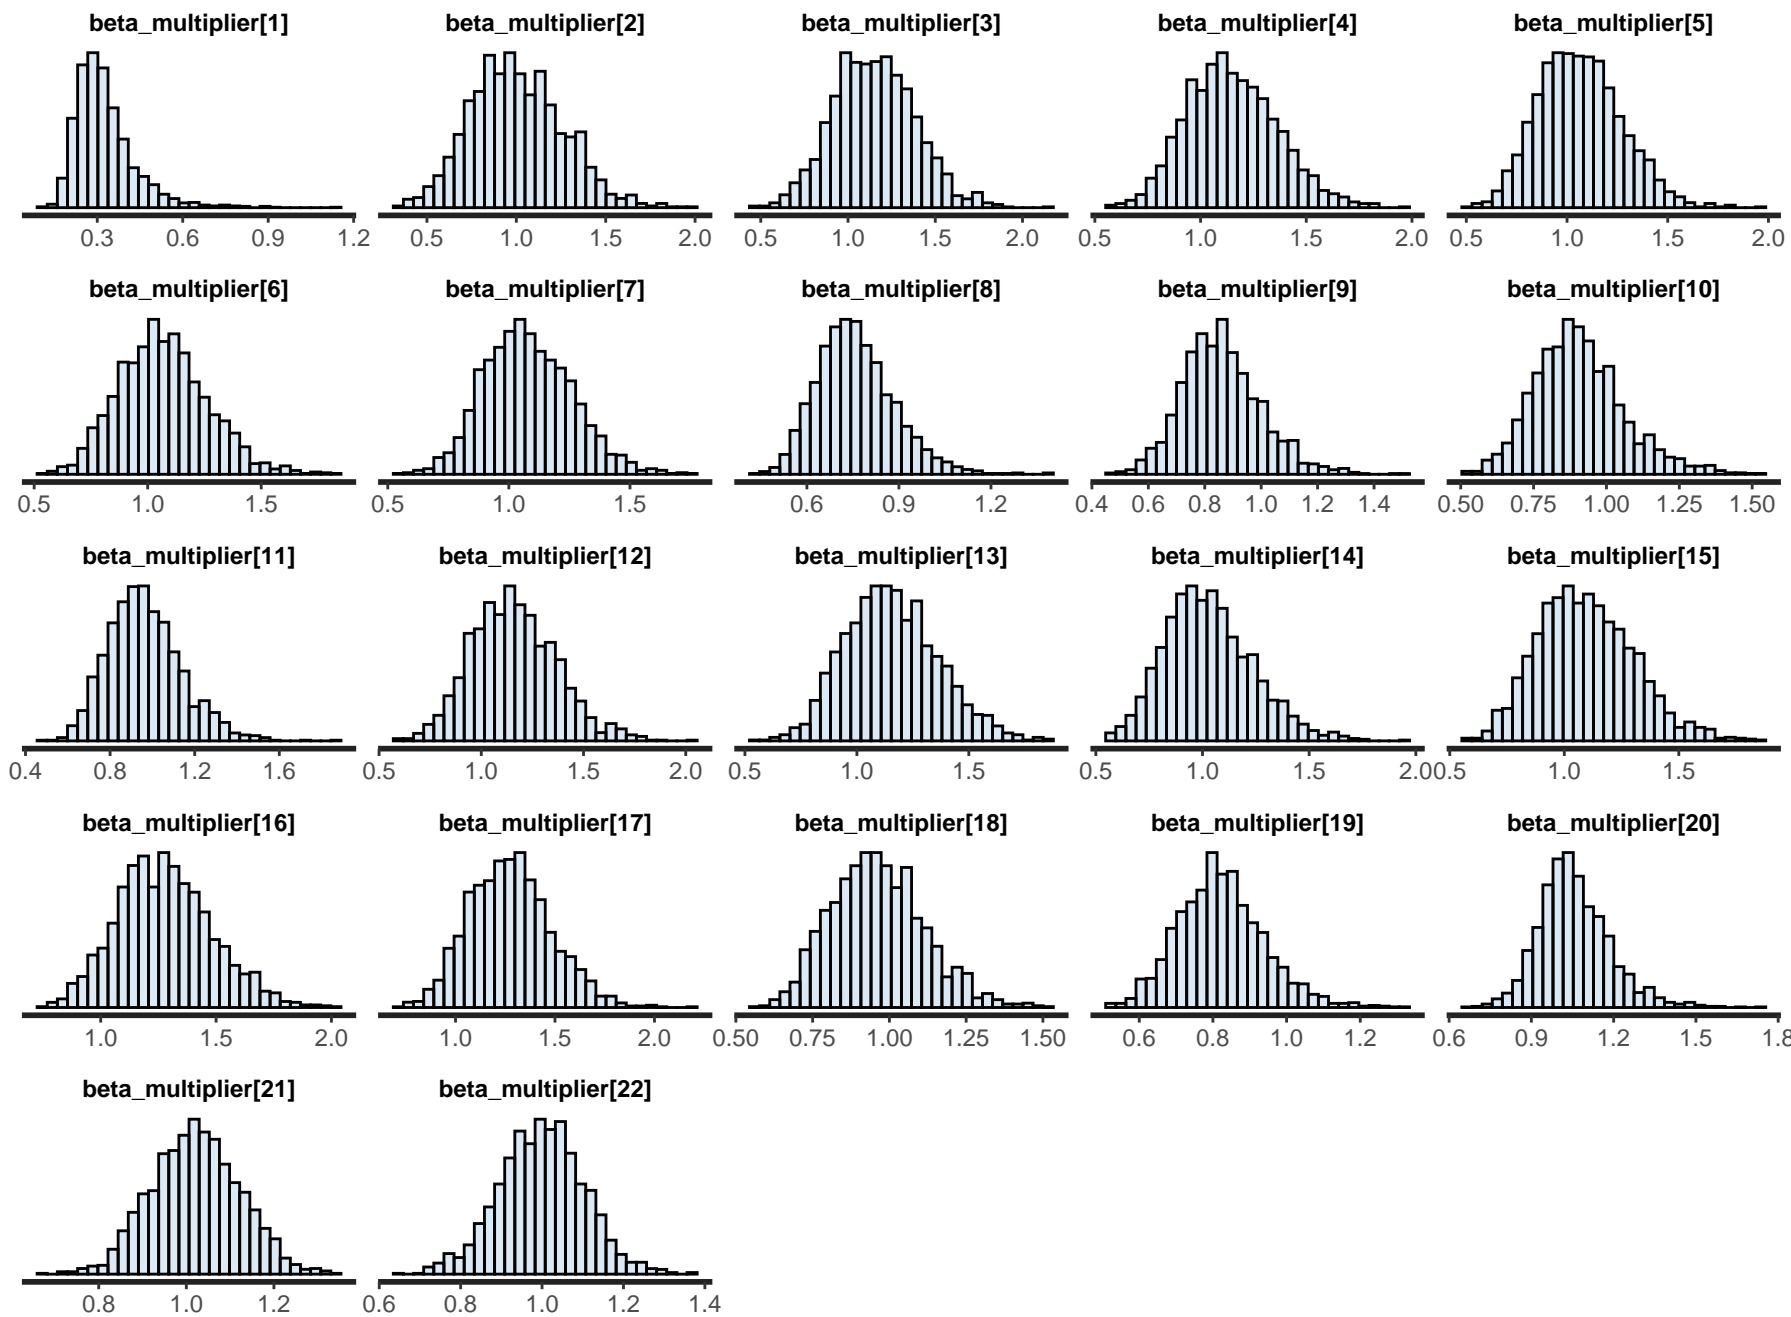 beta_multiplier[1] beta_multiplier[2] beta_multiplier[3] beta_multiplier[4] beta_multiplier[5]
0.3 0.6 0.9 1.2 0.5 1.0 1.5 2.0 0.5 1.0 1.5 2.0 0.5 1.0 1.5 2.0 0.5 1.0 1.5 2.0
beta_multiplier[6] beta_multiplier[7] beta_multiplier[8] beta_multiplier[9] beta_multiplier[10]
0.5 1.0 1.5 0.5 1.0 1.5 0.6 0.9 1.2 0.4 0.6 0.8 1.0 1.2 1.4 0.50 0.75 1.00 1.25 1.50
beta_multiplier[11] beta_multiplier[12] beta_multiplier[13] beta_multiplier[14] beta_multiplier[15]
0.4 0.8 1.2 1.6 0.5 1.0 1.5 2.0 0.5 1.0 1.5 0.5 1.0 1.5 2.0 0.5 1.0 1.5
beta_multiplier[16] beta_multiplier[17] beta_multiplier[18] beta_multiplier[19] beta_multiplier[20]
1.0 1.5 2.0 1.0 1.5 2.0 0.50 0.75 1.00 1.25 1.50 0.6 0.8 1.0 1.2 0.6 0.9 1.2 1.5 1.8
beta_multiplier[21] beta_multiplier[22]
0.8 1.0 1.2 0.6 0.8 1.0 1.2 1.4